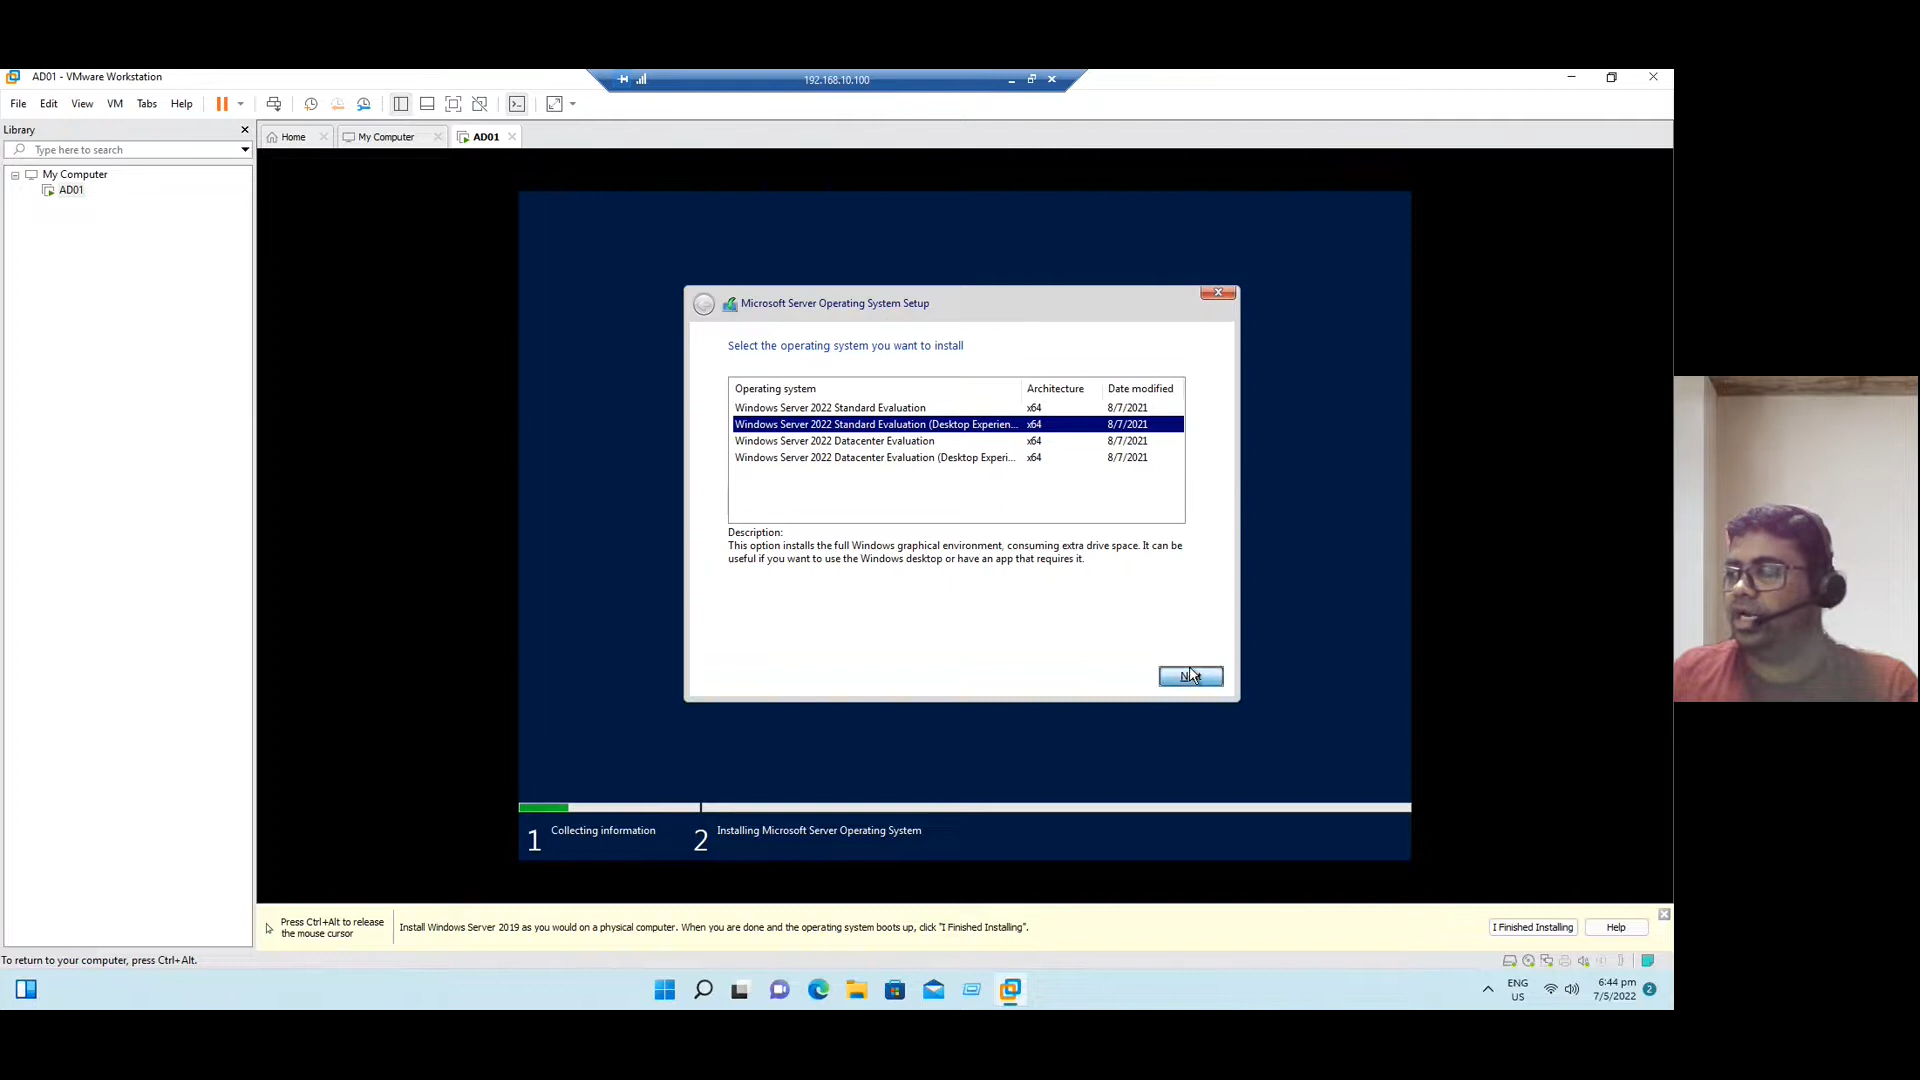 AD01 - VMware Workstation
192.168.10.100
File Edit View VM Tabs Help
Library
Type here to search
My Computer
AD01
Home
My Computer
AD01
Microsoft Server Operating System Setup
Select the operating system you want to install
Operating system Architecture Date modified
Windows Server 2022 Standard Evaluation x64 8/7/2021
Windows Server 2022 Standard Evaluation (Desktop Experien... x64 8/7/2021
Windows Server 2022 Datacenter Evaluation x64 8/7/2021
Windows Server 2022 Datacenter Evaluation (Desktop Experi... x64 8/7/2021
Description:
This option installs the full Windows graphical environment, consuming extra drive space. It can be
useful if you want to use the Windows desktop or have an app that requires it.
1 Collecting information
2 Installing Microsoft Server Operating System
Press Ctrl+Alt to release
the mouse cursor
Install Windows Server 2019 as you would on a physical computer. When you are done and the operating system boots up, click "I Finished Installing".
I Finished Installing
Help
To return to your computer, press Ctrl+Alt.
ENG
US
6:44 pm
7/5/2022
2